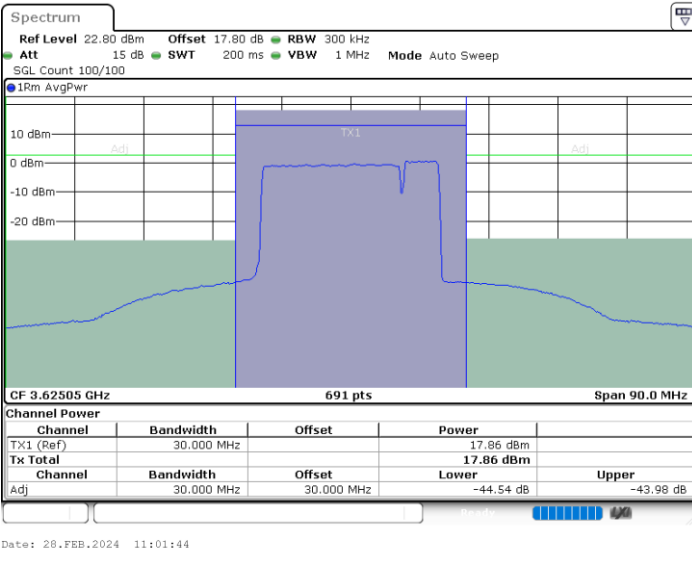 Spectrum
Ref Level 22.80 dBm Offset 17.80 dB RBW 300 kHz
Att 15 dB SWT 200 ms VBW 1 MHz Mode Auto Sweep
SGL Count 100/100
1Rm AvgPwr
10 dBm
TX1
Adj Adj
0 dBm
-10 dBm
-20 dBm
CF 3.62505 GHz 691 pts Span 90.0 MHz
Channel Power
Channel Bandwidth Offset Power
TX1 (Ref) 30.000 MHz 17.86 dBm
Tx Total 17.86 dBm
Channel Bandwidth Offset Lower Upper
Adj 30.000 MHz 30.000 MHz -44.54 dB -43.98 dB
Date: 28.FEB.2024 11:01:44